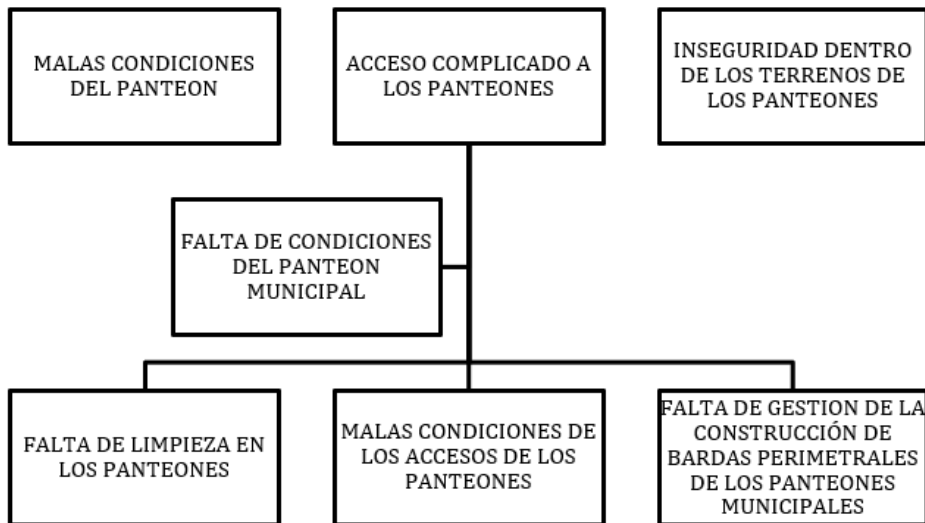 MALAS CONDICIONES
DEL PANTEON
ACCESO COMPLICADO A
LOS PANTEONES
INSEGURIDAD DENTRO
DE LOS TERRENOS DE
LOS PANTEONES
FALTA DE CONDICIONES
DEL PANTEON
MUNICIPAL
FALTA DE LIMPIEZA EN
LOS PANTEONES
MALAS CONDICIONES DE
LOS ACCESOS DE LOS
PANTEONES
FALTA DE GESTION DE LA
CONSTRUCCIÓN DE
BARDAS PERIMETRALES
DE LOS PANTEONES
MUNICIPALES